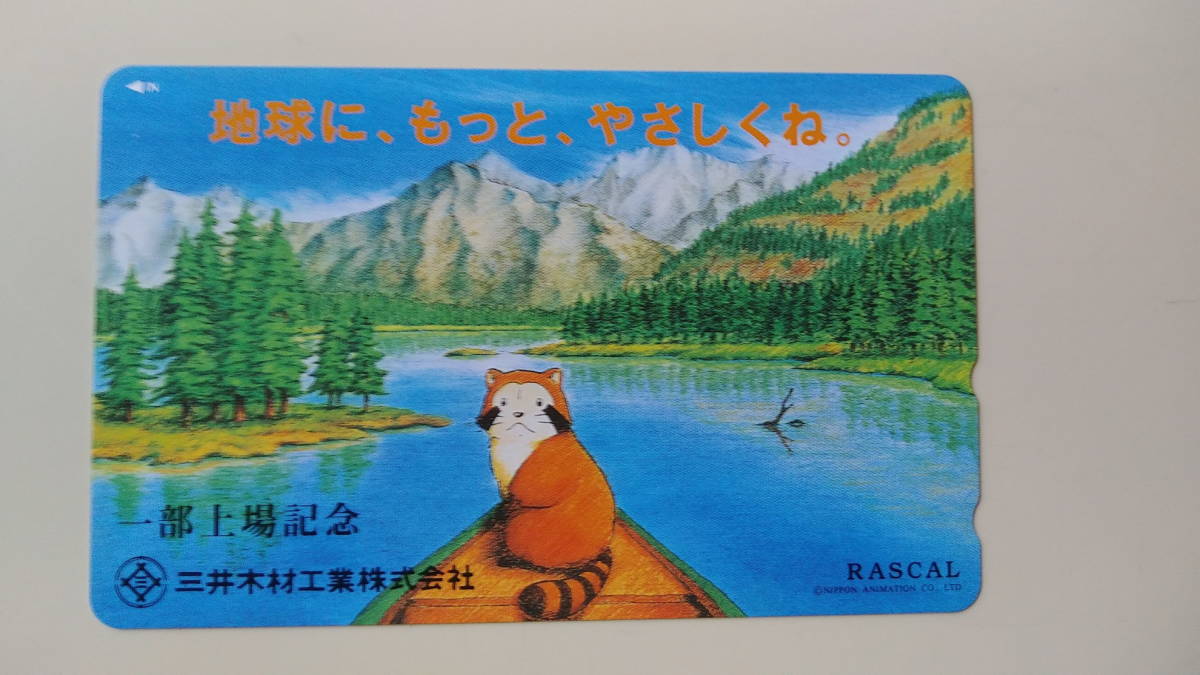 IN
地球に、もっと、やさしくね。
一部上場記念
三井木材工業株式会社
RASCAL
©NIPPON ANIMATION CO., LTD